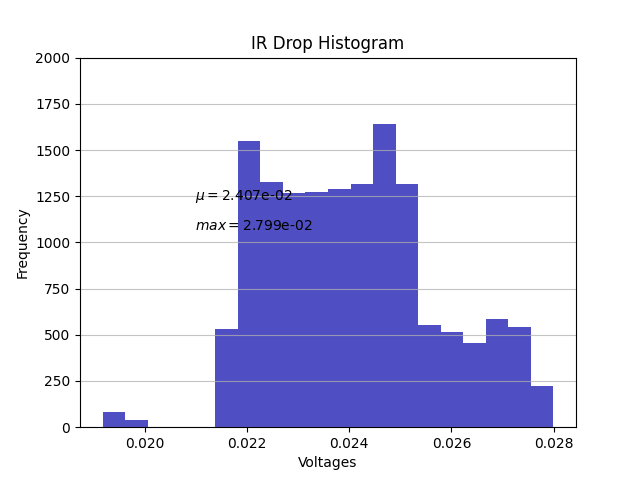 IR Drop Histogram
2000
1750
1500
1250
1000
750
500
250
0
μ = 2.407e-02
max = 2.799e-02
Frequency
0.020 0.022 0.024 0.026 0.028
Voltages